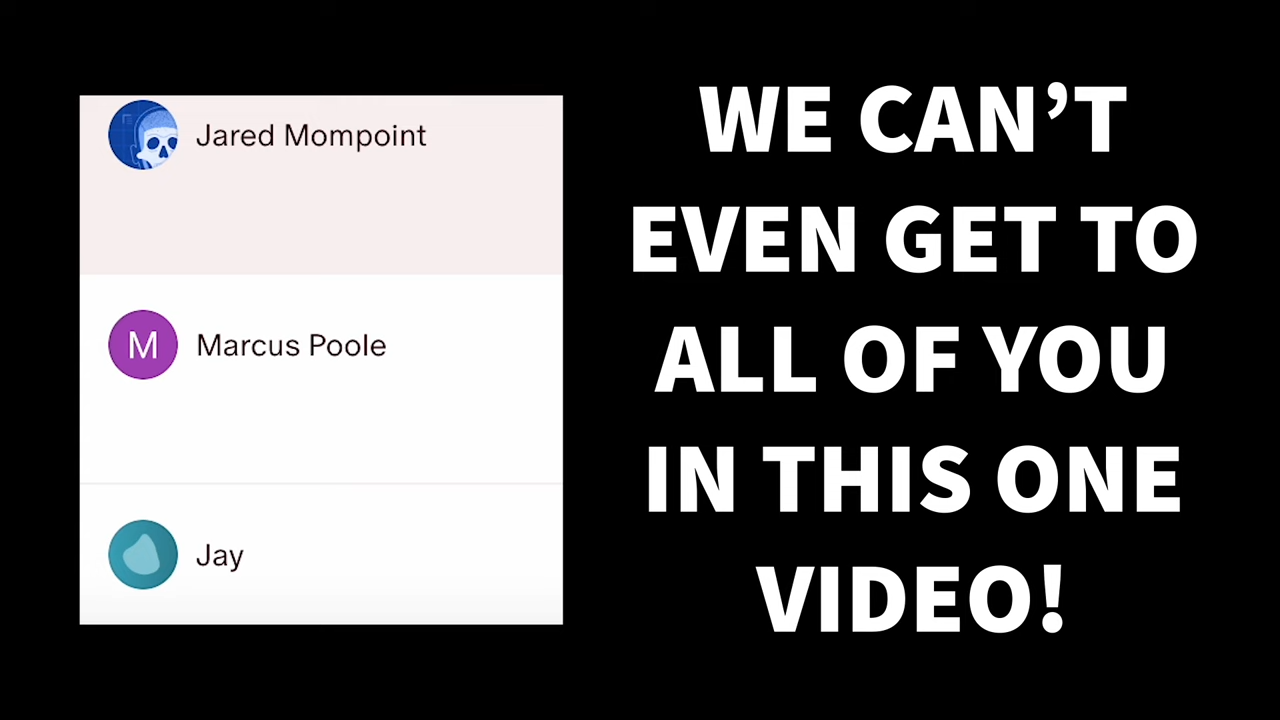 Jared Mompoint
M
Marcus Poole
Jay
WE CAN’T
EVEN GET TO
ALL OF YOU
IN THIS ONE
VIDEO!